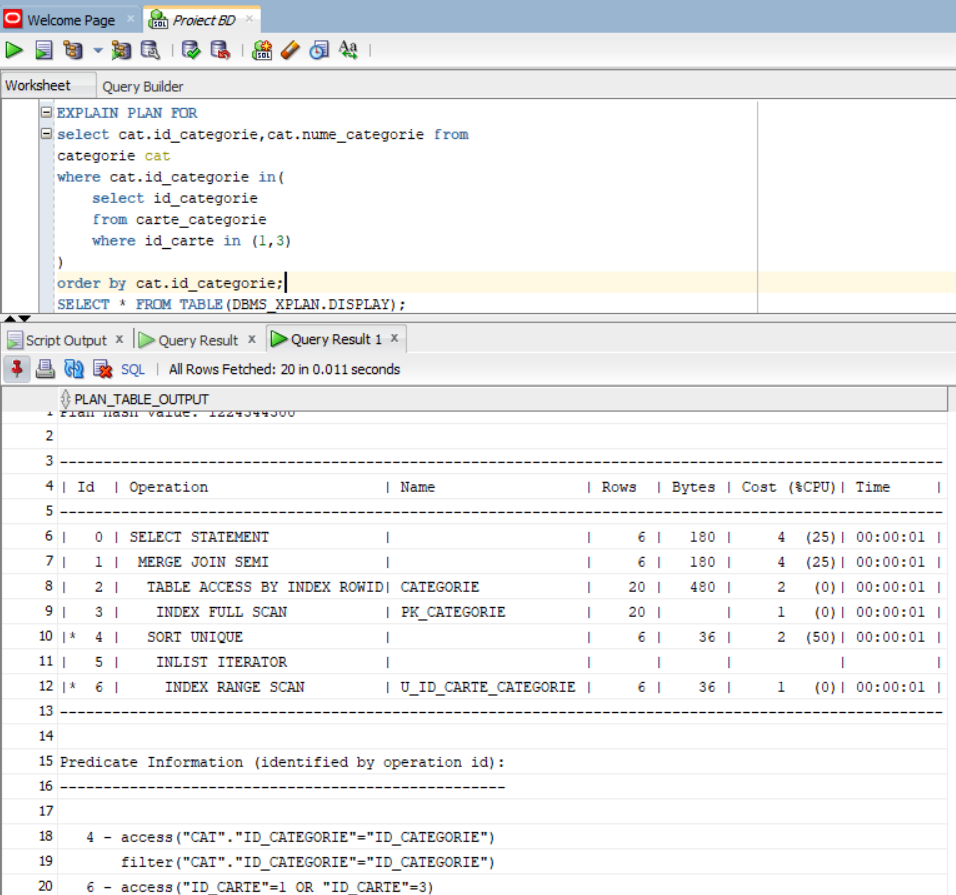 Welcome Page ×
Project BD ×
Worksheet Query Builder
EXPLAIN PLAN FOR
select cat.id_categorie,cat.nume_categorie from
categorie cat
where cat.id_categorie in(
select id_categorie
from carte_categorie
where id_carte in (1,3)
)
order by cat.id_categorie;
SELECT * FROM TABLE(DBMS_XPLAN.DISPLAY);
Script Output × Query Result × Query Result 1 ×
SQL | All Rows Fetched: 20 in 0.011 seconds
PLAN_TABLE_OUTPUT
1 Plan hash value:
2
3 ----------------------------------------------------------------------------------------------------
4 | Id | Operation | Name | Rows | Bytes | Cost (%CPU)| Time |
5 ----------------------------------------------------------------------------------------------------
6 | 0 | SELECT STATEMENT | | 6 | 180 | 4 (25)| 00:00:01 |
7 | 1 | MERGE JOIN SEMI | | 6 | 180 | 4 (25)| 00:00:01 |
8 | 2 | TABLE ACCESS BY INDEX ROWID| CATEGORIE | 20 | 480 | 2 (0)| 00:00:01 |
9 | 3 | INDEX FULL SCAN | PK_CATEGORIE | 20 | | 1 (0)| 00:00:01 |
10 |* 4 | SORT UNIQUE | | 6 | 36 | 2 (50)| 00:00:01 |
11 | 5 | INLIST ITERATOR | | | | | |
12 |* 6 | INDEX RANGE SCAN | U_ID_CARTE_CATEGORIE | 6 | 36 | 1 (0)| 00:00:01 |
13 ----------------------------------------------------------------------------------------------------
14
15 Predicate Information (identified by operation id):
16 ---------------------------------------------------
17
18 4 - access("CAT"."ID_CATEGORIE"="ID_CATEGORIE")
19 filter("CAT"."ID_CATEGORIE"="ID_CATEGORIE")
20 6 - access("ID_CARTE"=1 OR "ID_CARTE"=3)